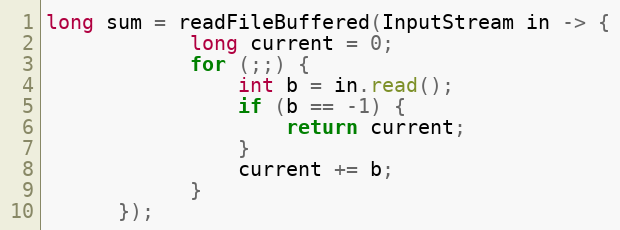 1 long sum = readFileBuffered(InputStream in -> {
2             long current = 0;
3             for (;;) {
4                 int b = in.read();
5                 if (b == -1) {
6                     return current;
7                 }
8                 current += b;
9             }
10       });